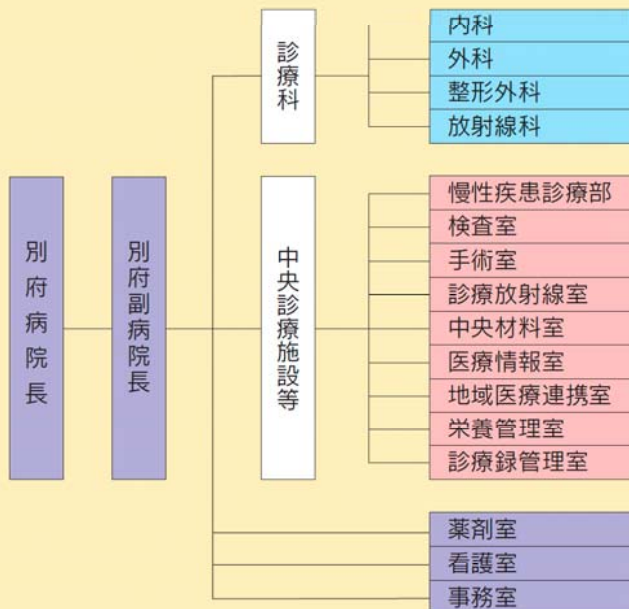 別府病院長
別府副病院長
診療科
内科
外科
整形外科
放射線科
中央診療施設等
慢性疾患診療部
検査室
手術室
診療放射線室
中央材料室
医療情報室
地域医療連携室
栄養管理室
診療録管理室
薬剤室
看護室
事務室